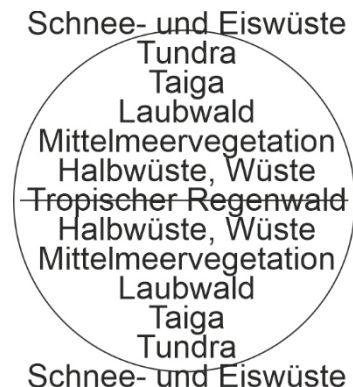 Schnee- und Eiswüste
Tundra
Taiga
Laubwald
Mittelmeervegetation
Halbwüste, Wüste
Tropischer Regenwald
Halbwüste, Wüste
Mittelmeervegetation
Laubwald
Taiga
Tundra
Schnee- und Eiswüste